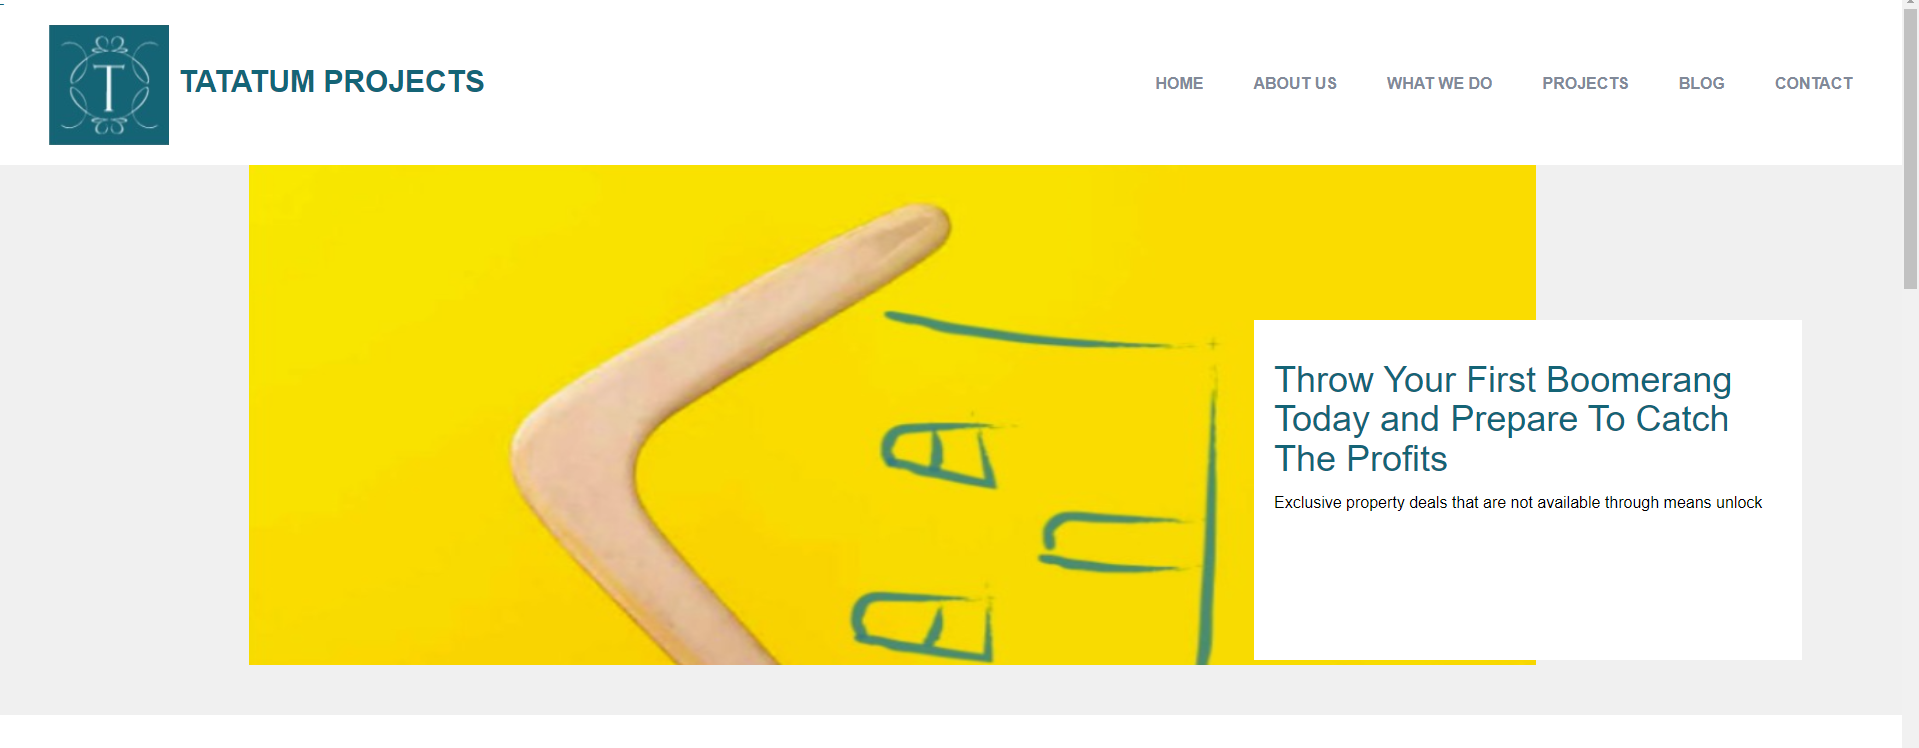 T
TATATUM PROJECTS
HOME ABOUT US WHAT WE DO PROJECTS BLOG CONTACT
Throw Your First Boomerang
Today and Prepare To Catch
The Profits
Exclusive property deals that are not available through means unlock